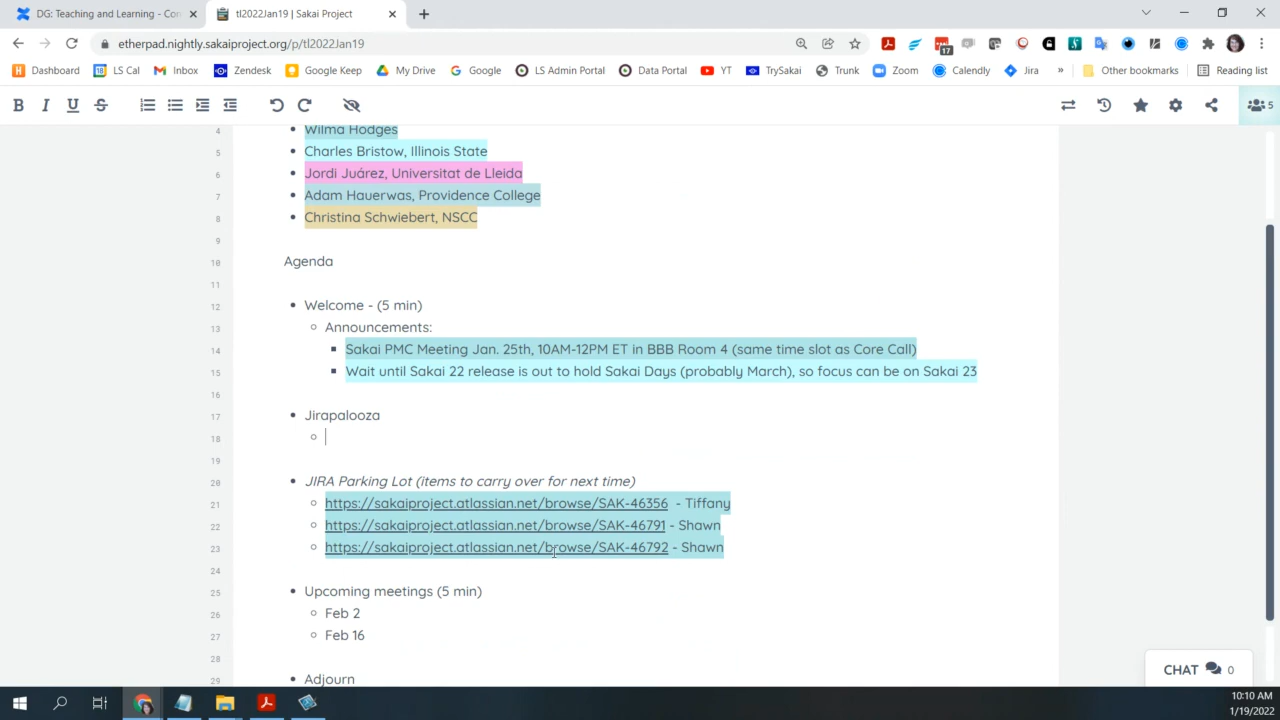 DG: Teaching and Learning - Con
tl2022Jan19 | Sakai Project
etherpad.nightly.sakaiproject.org/p/tl2022Jan19
17
Dashboard
LS Cal
Inbox
Zendesk
Google Keep
My Drive
Google
LS Admin Portal
Data Portal
YT
TrySakai
Trunk
Zoom
Calendly
Jira
»
Other bookmarks
Reading list
B I U S
5
4 Wilma Hodges
5 Charles Bristow, Illinois State
6 Jordi Juárez, Universitat de Lleida
7 Adam Hauerwas, Providence College
8 Christina Schwiebert, NSCC
9
10 Agenda
11
12 Welcome - (5 min)
13 Announcements:
14 Sakai PMC Meeting Jan. 25th, 10AM-12PM ET in BBB Room 4 (same time slot as Core Call)
15 Wait until Sakai 22 release is out to hold Sakai Days (probably March), so focus can be on Sakai 23
16
17 Jirapalooza
18
19
20 JIRA Parking Lot (items to carry over for next time)
21 https://sakaiproject.atlassian.net/browse/SAK-46356 - Tiffany
22 https://sakaiproject.atlassian.net/browse/SAK-46791 - Shawn
23 https://sakaiproject.atlassian.net/browse/SAK-46792 - Shawn
24
25 Upcoming meetings (5 min)
26 Feb 2
27 Feb 16
28
29 Adjourn
CHAT 0
10:10 AM
1/19/2022